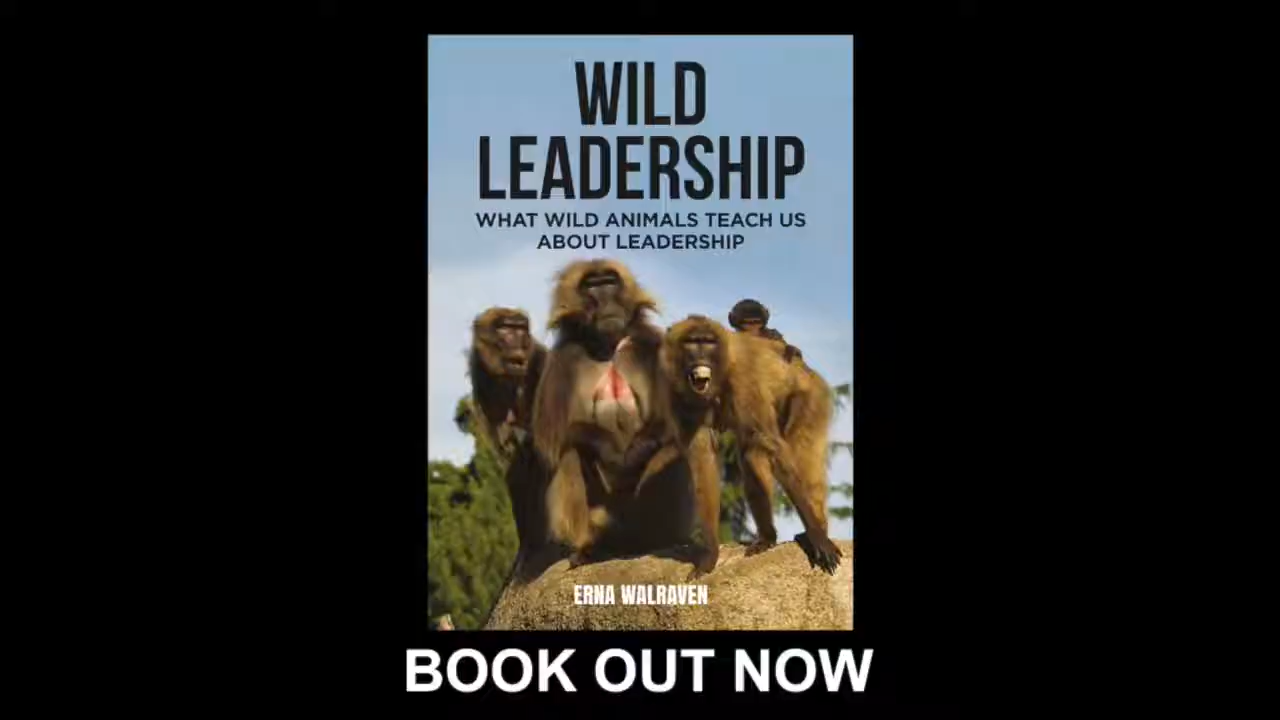 WILD
LEADERSHIP
WHAT WILD ANIMALS TEACH US
ABOUT LEADERSHIP
ERNA WALRAVEN
BOOK OUT NOW